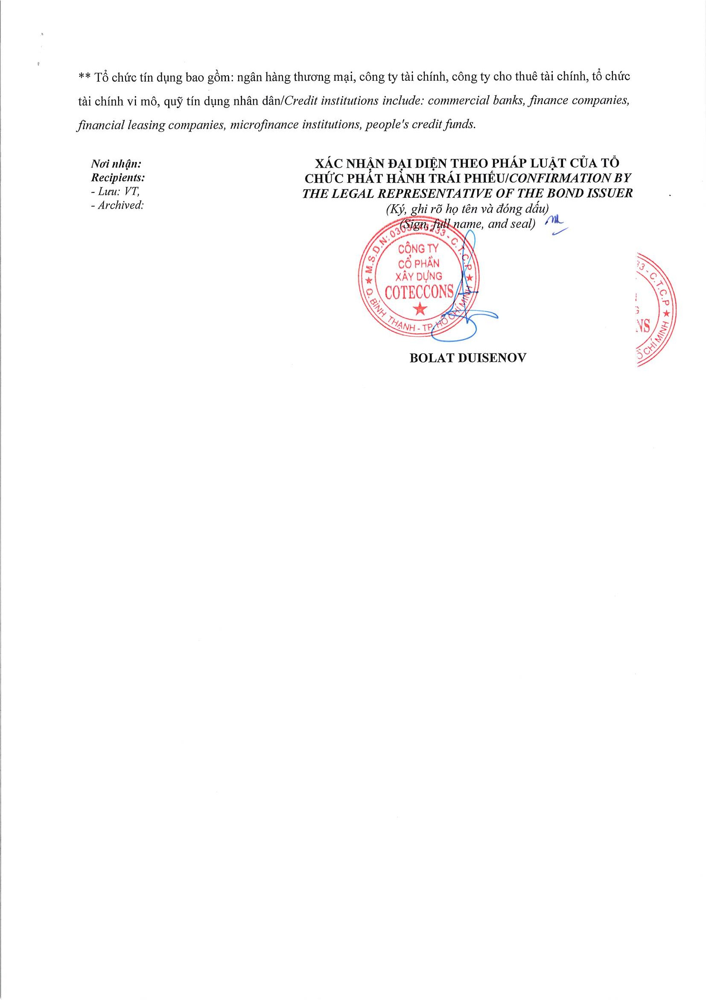 ** Tổ chức tín dụng bao gồm: ngân hàng thương mại, công ty tài chính, công ty cho thuê tài chính, tổ chức
tài chính vi mô, quỹ tín dụng nhân dân/Credit institutions include: commercial banks, finance companies,
financial leasing companies, microfinance institutions, people's credit funds.
Nơi nhận:
Recipients:
- Lưu: VT,
- Archived:
XÁC NHẬN ĐẠI DIỆN THEO PHÁP LUẬT CỦA TỔ
CHỨC PHÁT HÀNH TRÁI PHIẾU/CONFIRMATION BY
THE LEGAL REPRESENTATIVE OF THE BOND ISSUER
(Ký, ghi rõ họ tên và đóng dấu)
(Sign, full name, and seal)
M.S.D.N: - C.T.C.P
CÔNG TY
CỔ PHẦN
XÂY DỰNG
COTECCONS
Q. BÌNH THẠNH - TP. HỒ CHÍ MINH
BOLAT DUISENOV
33 - C.T.C.P
NS
CHÍ MINH